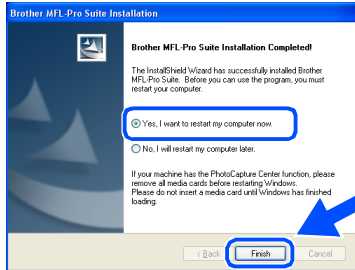 Brother MFL-Pro Suite Installation
Brother MFL-Pro Suite Installation Completed!
The InstallShield Wizard has successfully installed Brother
MFL-Pro Suite. Before you can use the program, you must
restart your computer.
Yes, I want to restart my computer now.
No, I will restart my computer later.
If your machine has the PhotoCapture Center function, please
remove all media cards before restarting Windows.
Please do not insert a media card until Windows has finished
loading.
< Back Finish Cancel